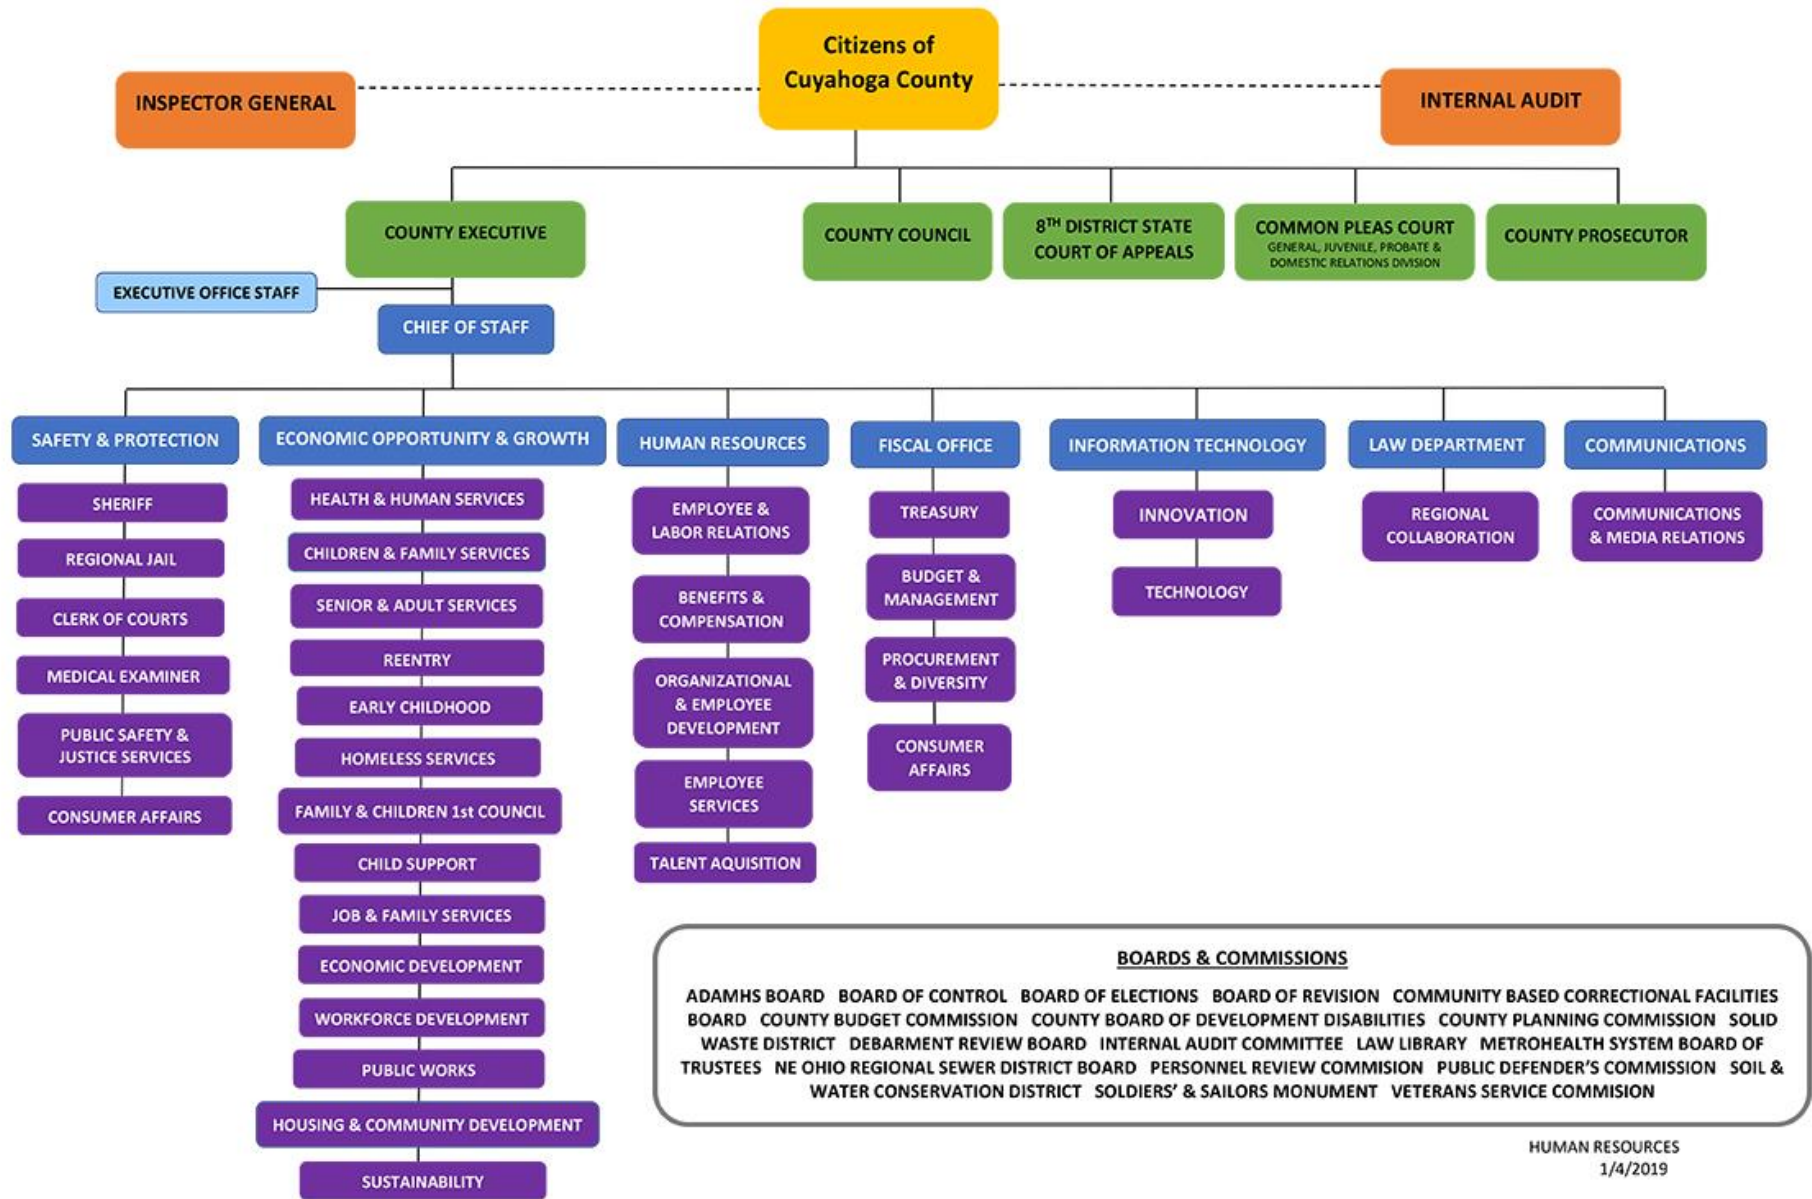 Citizens of
Cuyahoga County
INSPECTOR GENERAL
INTERNAL AUDIT
COUNTY EXECUTIVE
COUNTY COUNCIL
8TH DISTRICT STATE
COURT OF APPEALS
COMMON PLEAS COURT
GENERAL, JUVENILE, PROBATE &
DOMESTIC RELATIONS DIVISION
COUNTY PROSECUTOR
EXECUTIVE OFFICE STAFF
CHIEF OF STAFF
SAFETY & PROTECTION
SHERIFF
REGIONAL JAIL
CLERK OF COURTS
MEDICAL EXAMINER
PUBLIC SAFETY &
JUSTICE SERVICES
CONSUMER AFFAIRS
ECONOMIC OPPORTUNITY & GROWTH
HEALTH & HUMAN SERVICES
CHILDREN & FAMILY SERVICES
SENIOR & ADULT SERVICES
REENTRY
EARLY CHILDHOOD
HOMELESS SERVICES
FAMILY & CHILDREN 1st COUNCIL
CHILD SUPPORT
JOB & FAMILY SERVICES
ECONOMIC DEVELOPMENT
WORKFORCE DEVELOPMENT
PUBLIC WORKS
HOUSING & COMMUNITY DEVELOPMENT
SUSTAINABILITY
HUMAN RESOURCES
EMPLOYEE &
LABOR RELATIONS
BENEFITS &
COMPENSATION
ORGANIZATIONAL
& EMPLOYEE
DEVELOPMENT
EMPLOYEE
SERVICES
TALENT AQUISITION
FISCAL OFFICE
TREASURY
BUDGET &
MANAGEMENT
PROCUREMENT
& DIVERSITY
CONSUMER
AFFAIRS
INFORMATION TECHNOLOGY
INNOVATION
TECHNOLOGY
LAW DEPARTMENT
REGIONAL
COLLABORATION
COMMUNICATIONS
COMMUNICATIONS
& MEDIA RELATIONS
BOARDS & COMMISSIONS
ADAMHS BOARD BOARD OF CONTROL BOARD OF ELECTIONS BOARD OF REVISION COMMUNITY BASED CORRECTIONAL FACILITIES
BOARD COUNTY BUDGET COMMISSION COUNTY BOARD OF DEVELOPMENT DISABILITIES COUNTY PLANNING COMMISSION SOLID
WASTE DISTRICT DEBARMENT REVIEW BOARD INTERNAL AUDIT COMMITTEE LAW LIBRARY METROHEALTH SYSTEM BOARD OF
TRUSTEES NE OHIO REGIONAL SEWER DISTRICT BOARD PERSONNEL REVIEW COMMISION PUBLIC DEFENDER'S COMMISSION SOIL &
WATER CONSERVATION DISTRICT SOLDIERS' & SAILORS MONUMENT VETERANS SERVICE COMMISION
HUMAN RESOURCES
1/4/2019